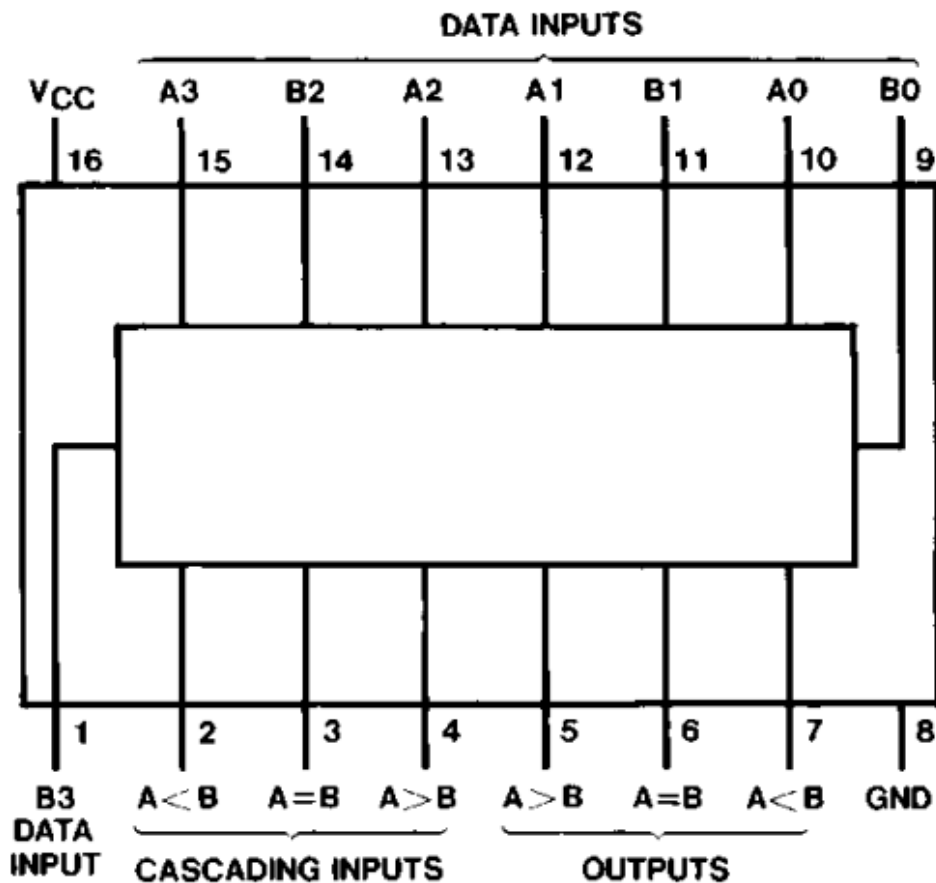 DATA INPUTS
VCC A3 B2 A2 A1 B1 A0 B0
16 15 14 13 12 11 10 9
1 2 3 4 5 6 7 8
B3 A<B A=B A>B A>B A=B A<B GND
DATA
INPUT CASCADING INPUTS OUTPUTS